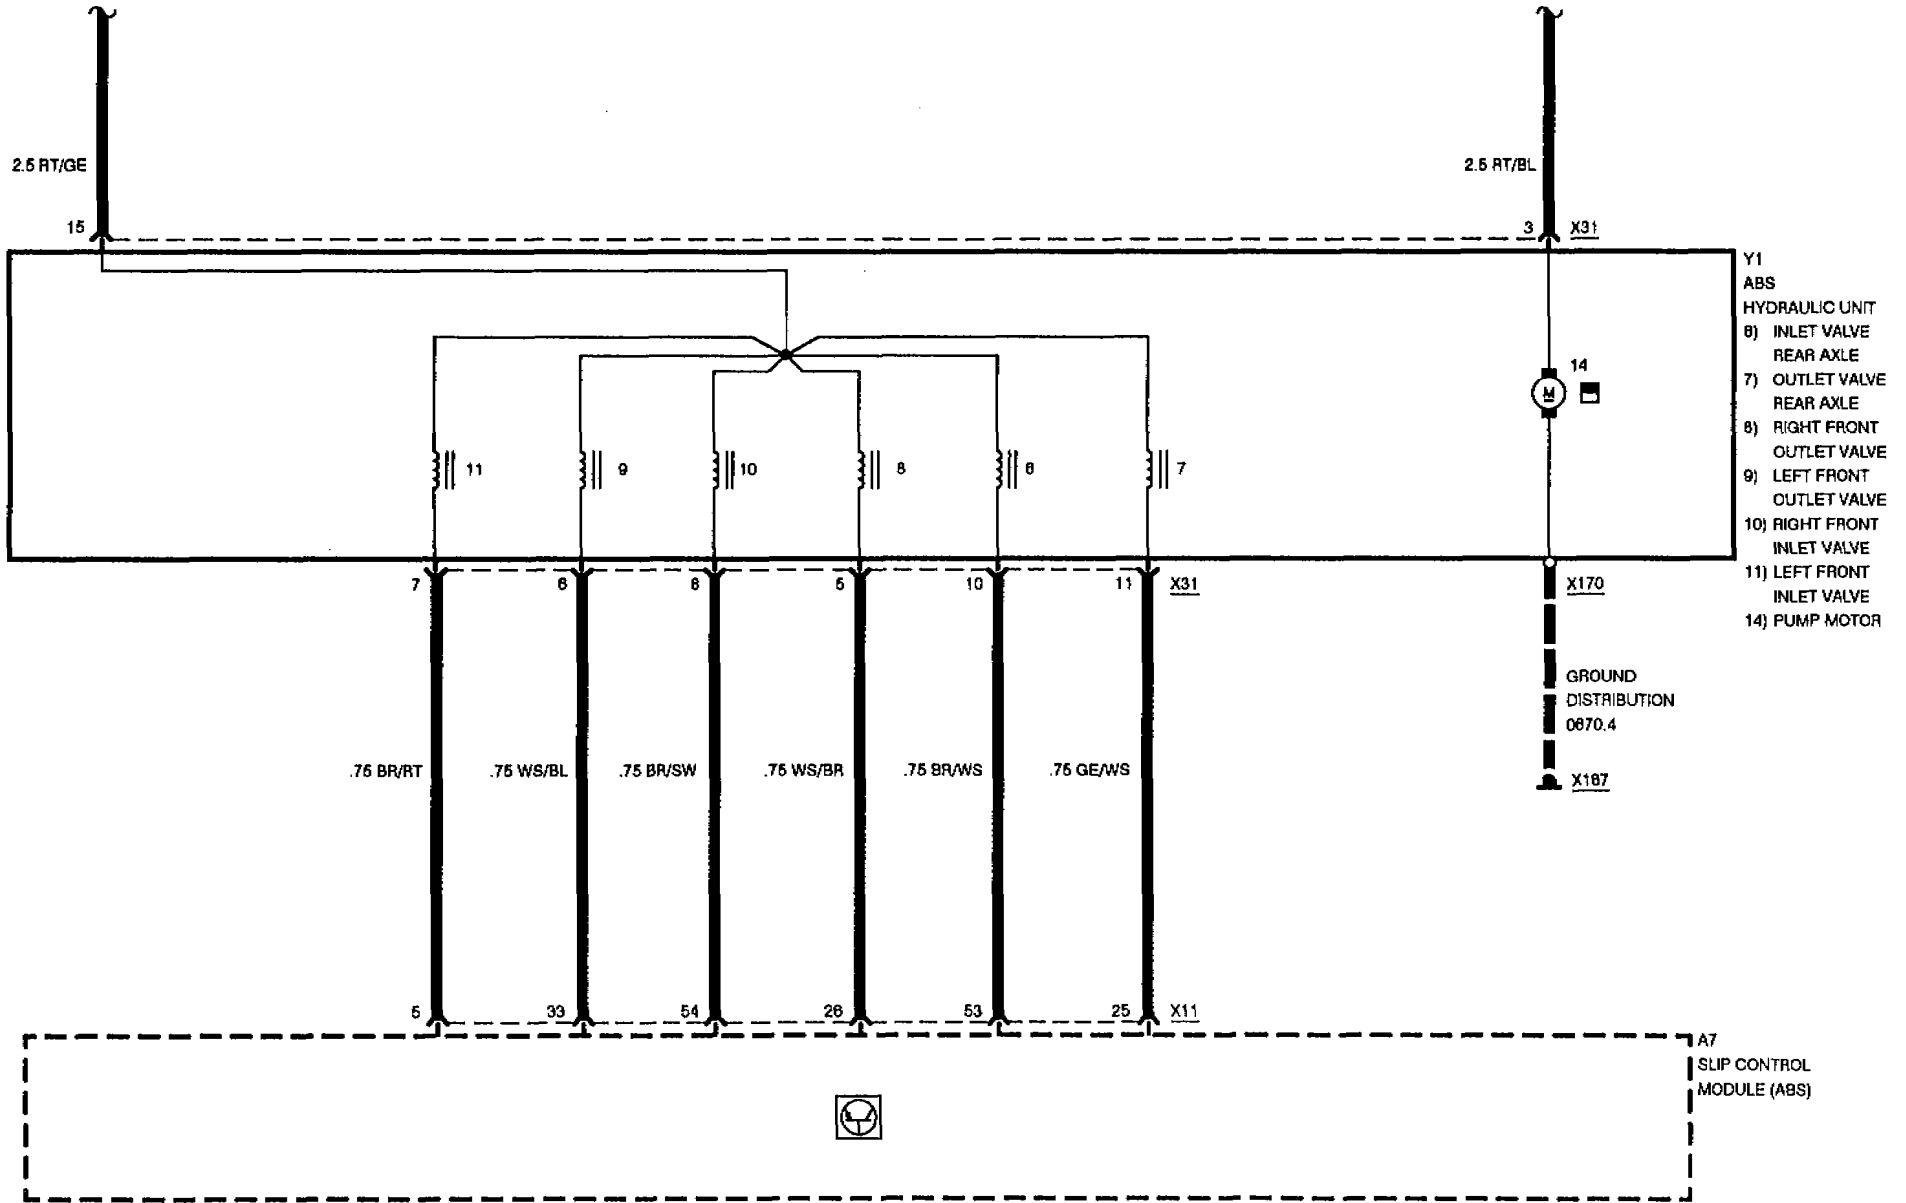 2.5 RT/GE
2.5 RT/BL
15
3 X31
Y1
ABS
HYDRAULIC UNIT
6) INLET VALVE
REAR AXLE
7) OUTLET VALVE
REAR AXLE
8) RIGHT FRONT
OUTLET VALVE
9) LEFT FRONT
OUTLET VALVE
10) RIGHT FRONT
INLET VALVE
11) LEFT FRONT
INLET VALVE
14) PUMP MOTOR
14
M
11 9 10 8 6 7
7 6 8 5 10 11 X31
X170
GROUND
DISTRIBUTION
0670.4
X167
.75 BR/RT .75 WS/BL .75 BR/SW .75 WS/BR .75 BR/WS .75 GE/WS
5 33 54 26 53 25 X11
A7
SLIP CONTROL
MODULE (ABS)